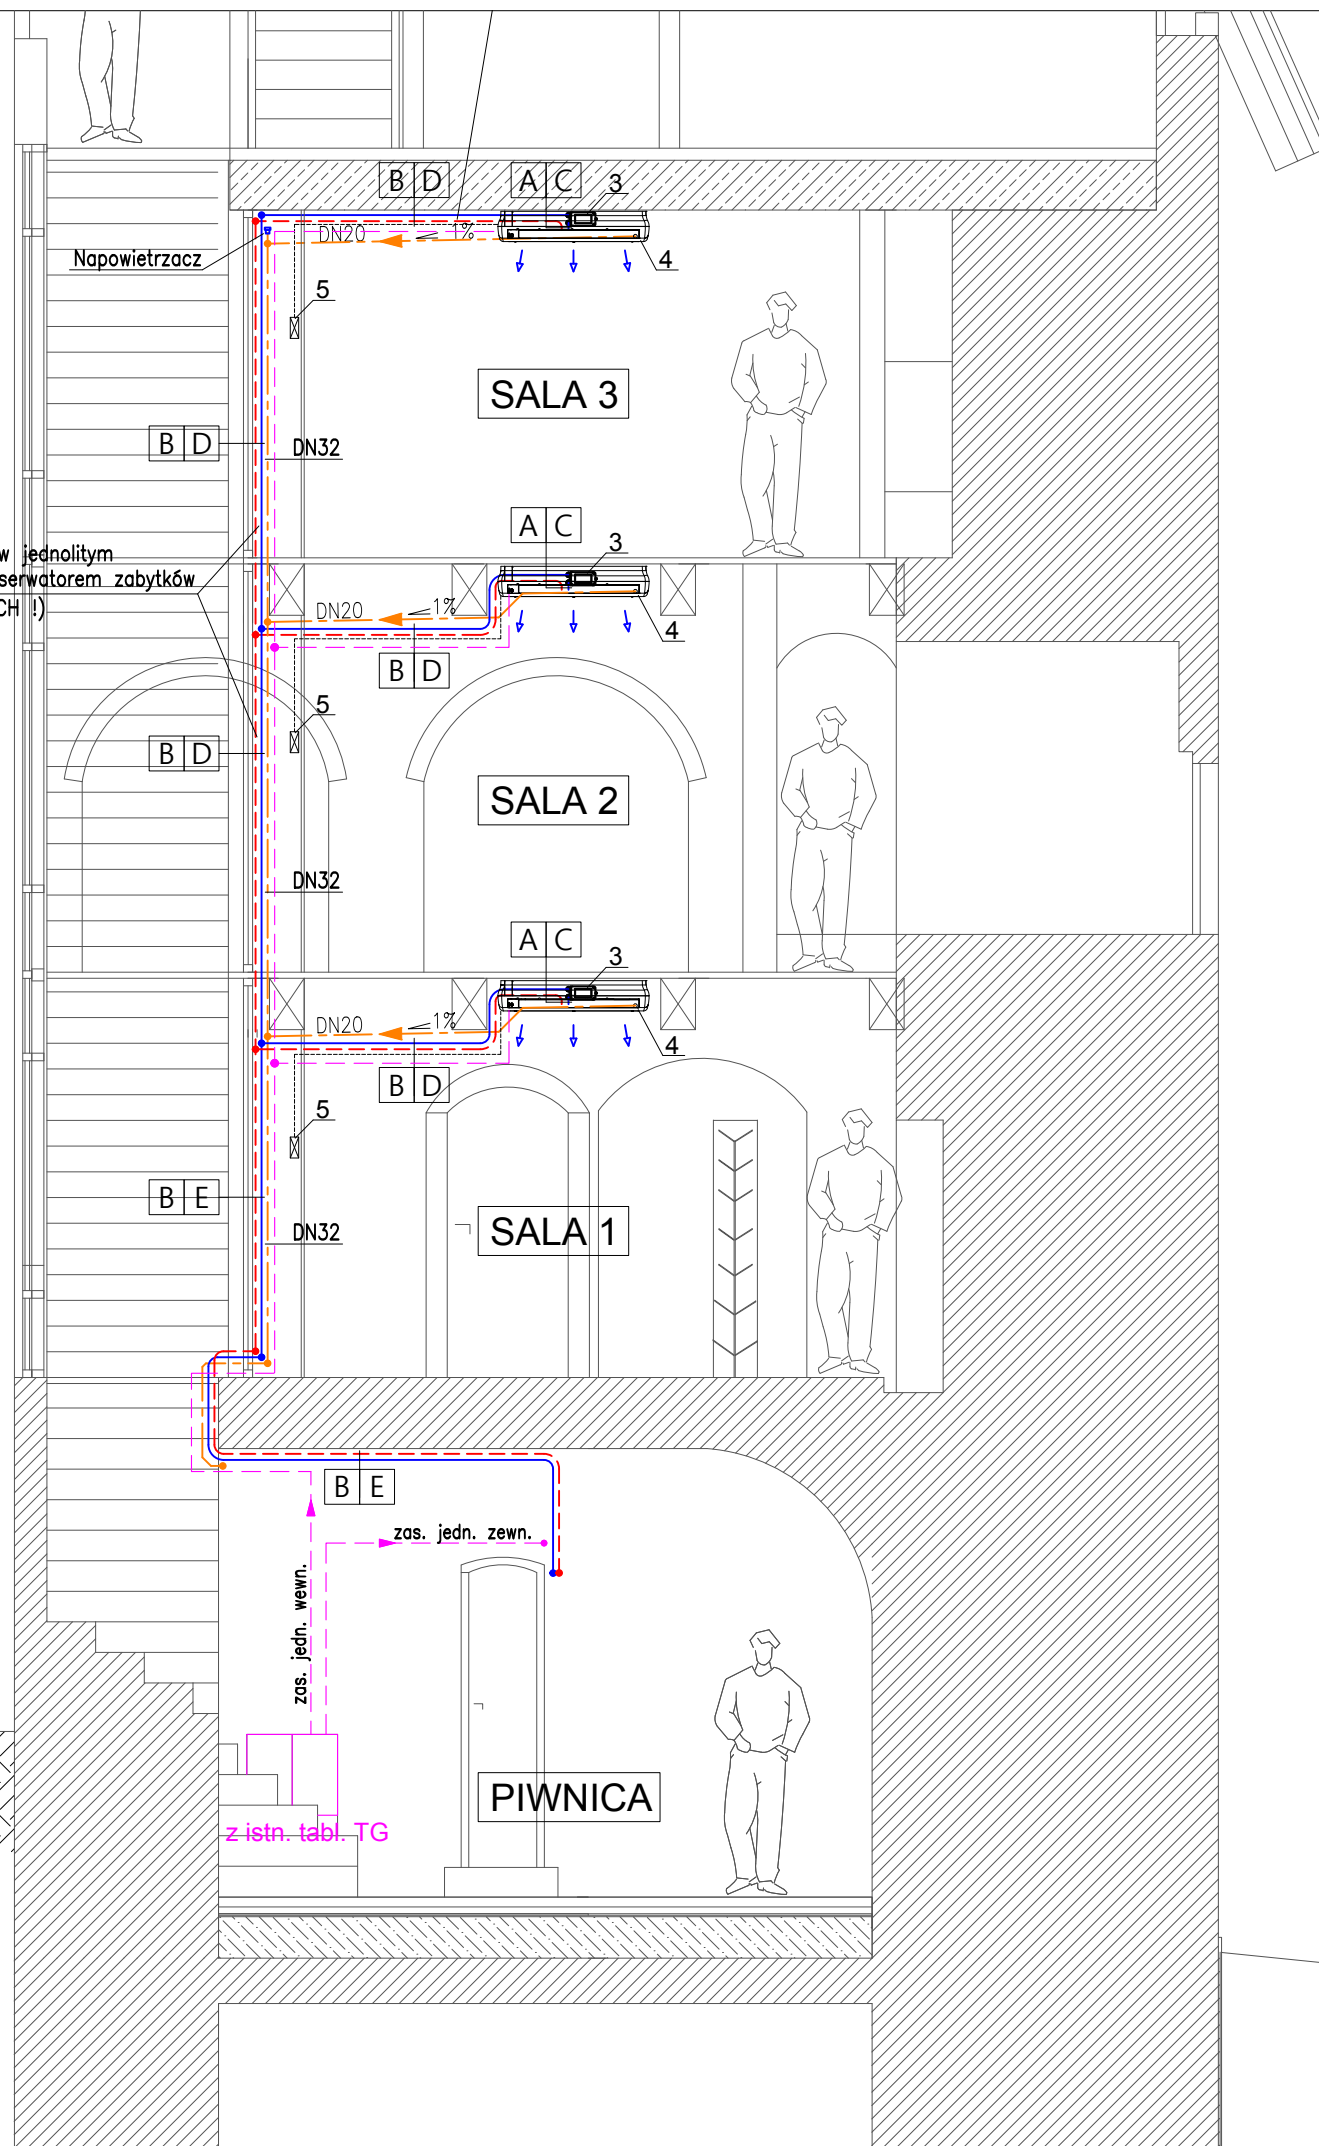 B D
A C
3
DN20
1%
Napowietrzacz
4
5
SALA 3
B D
DN32
A C
3
w jednolitym
serwatorem zabytków
CH !)
DN20
1%
4
B D
5
B D
SALA 2
DN32
A C
3
DN20
1%
4
B D
5
B E
SALA 1
DN32
B E
zas. jedn. zewn.
zas. jedn. wewn.
PIWNICA
z istn. tabl. TG